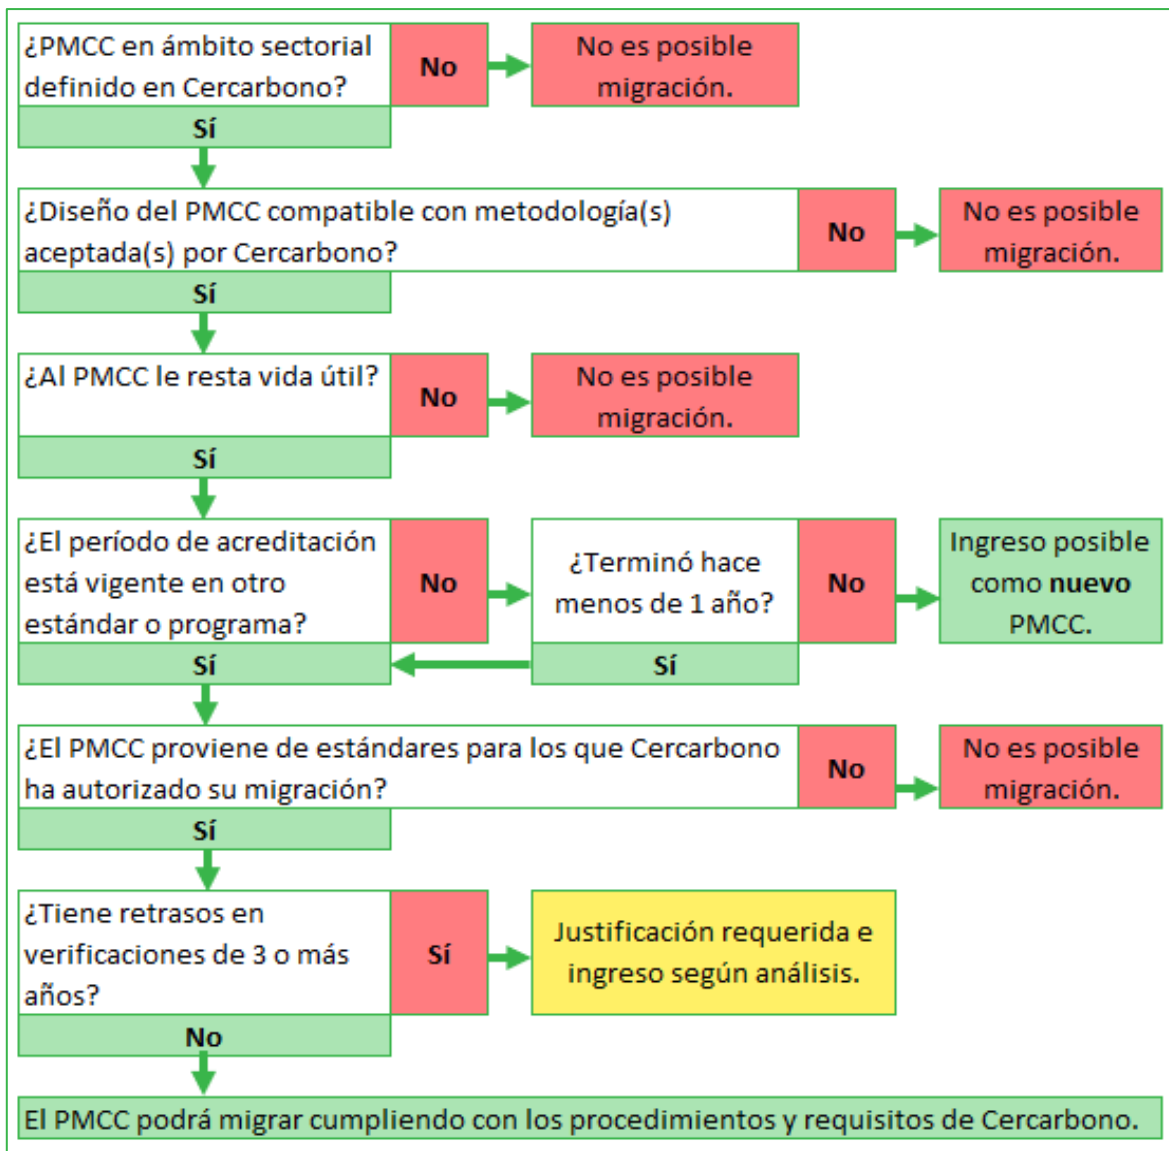 ¿PMCC en ámbito sectorial
definido en Cercarbono?
No
No es posible
migración.
Sí
¿Diseño del PMCC compatible con metodología(s)
aceptada(s) por Cercarbono?
No
No es posible
migración.
Sí
¿Al PMCC le resta vida útil?
No
No es posible
migración.
Sí
¿El período de acreditación
está vigente en otro
estándar o programa?
No
¿Terminó hace
menos de 1 año?
No
Ingreso posible
como nuevo
PMCC.
Sí
Sí
¿El PMCC proviene de estándares para los que Cercarbono
ha autorizado su migración?
No
No es posible
migración.
Sí
¿Tiene retrasos en
verificaciones de 3 o más
años?
Sí
Justificación requerida e
ingreso según análisis.
No
El PMCC podrá migrar cumpliendo con los procedimientos y requisitos de Cercarbono.